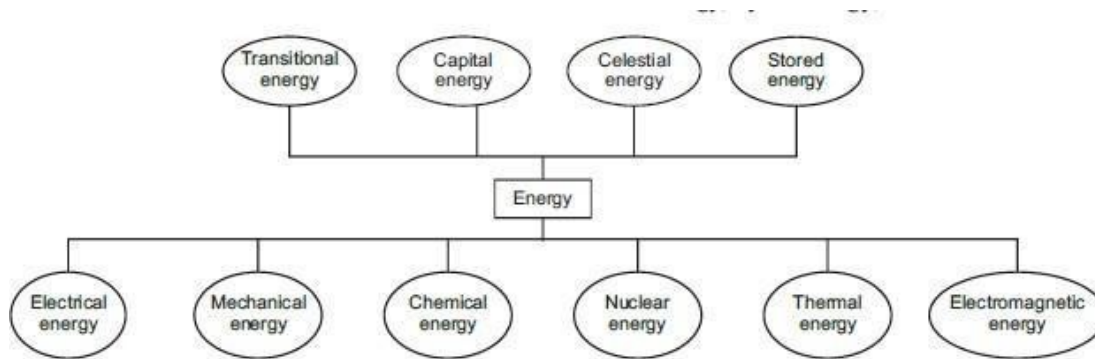 Transitional
energy
Capital
energy
Celestial
energy
Stored
energy
Energy
Electrical
energy
Mechanical
energy
Chemical
energy
Nuclear
energy
Thermal
energy
Electromagnetic
energy